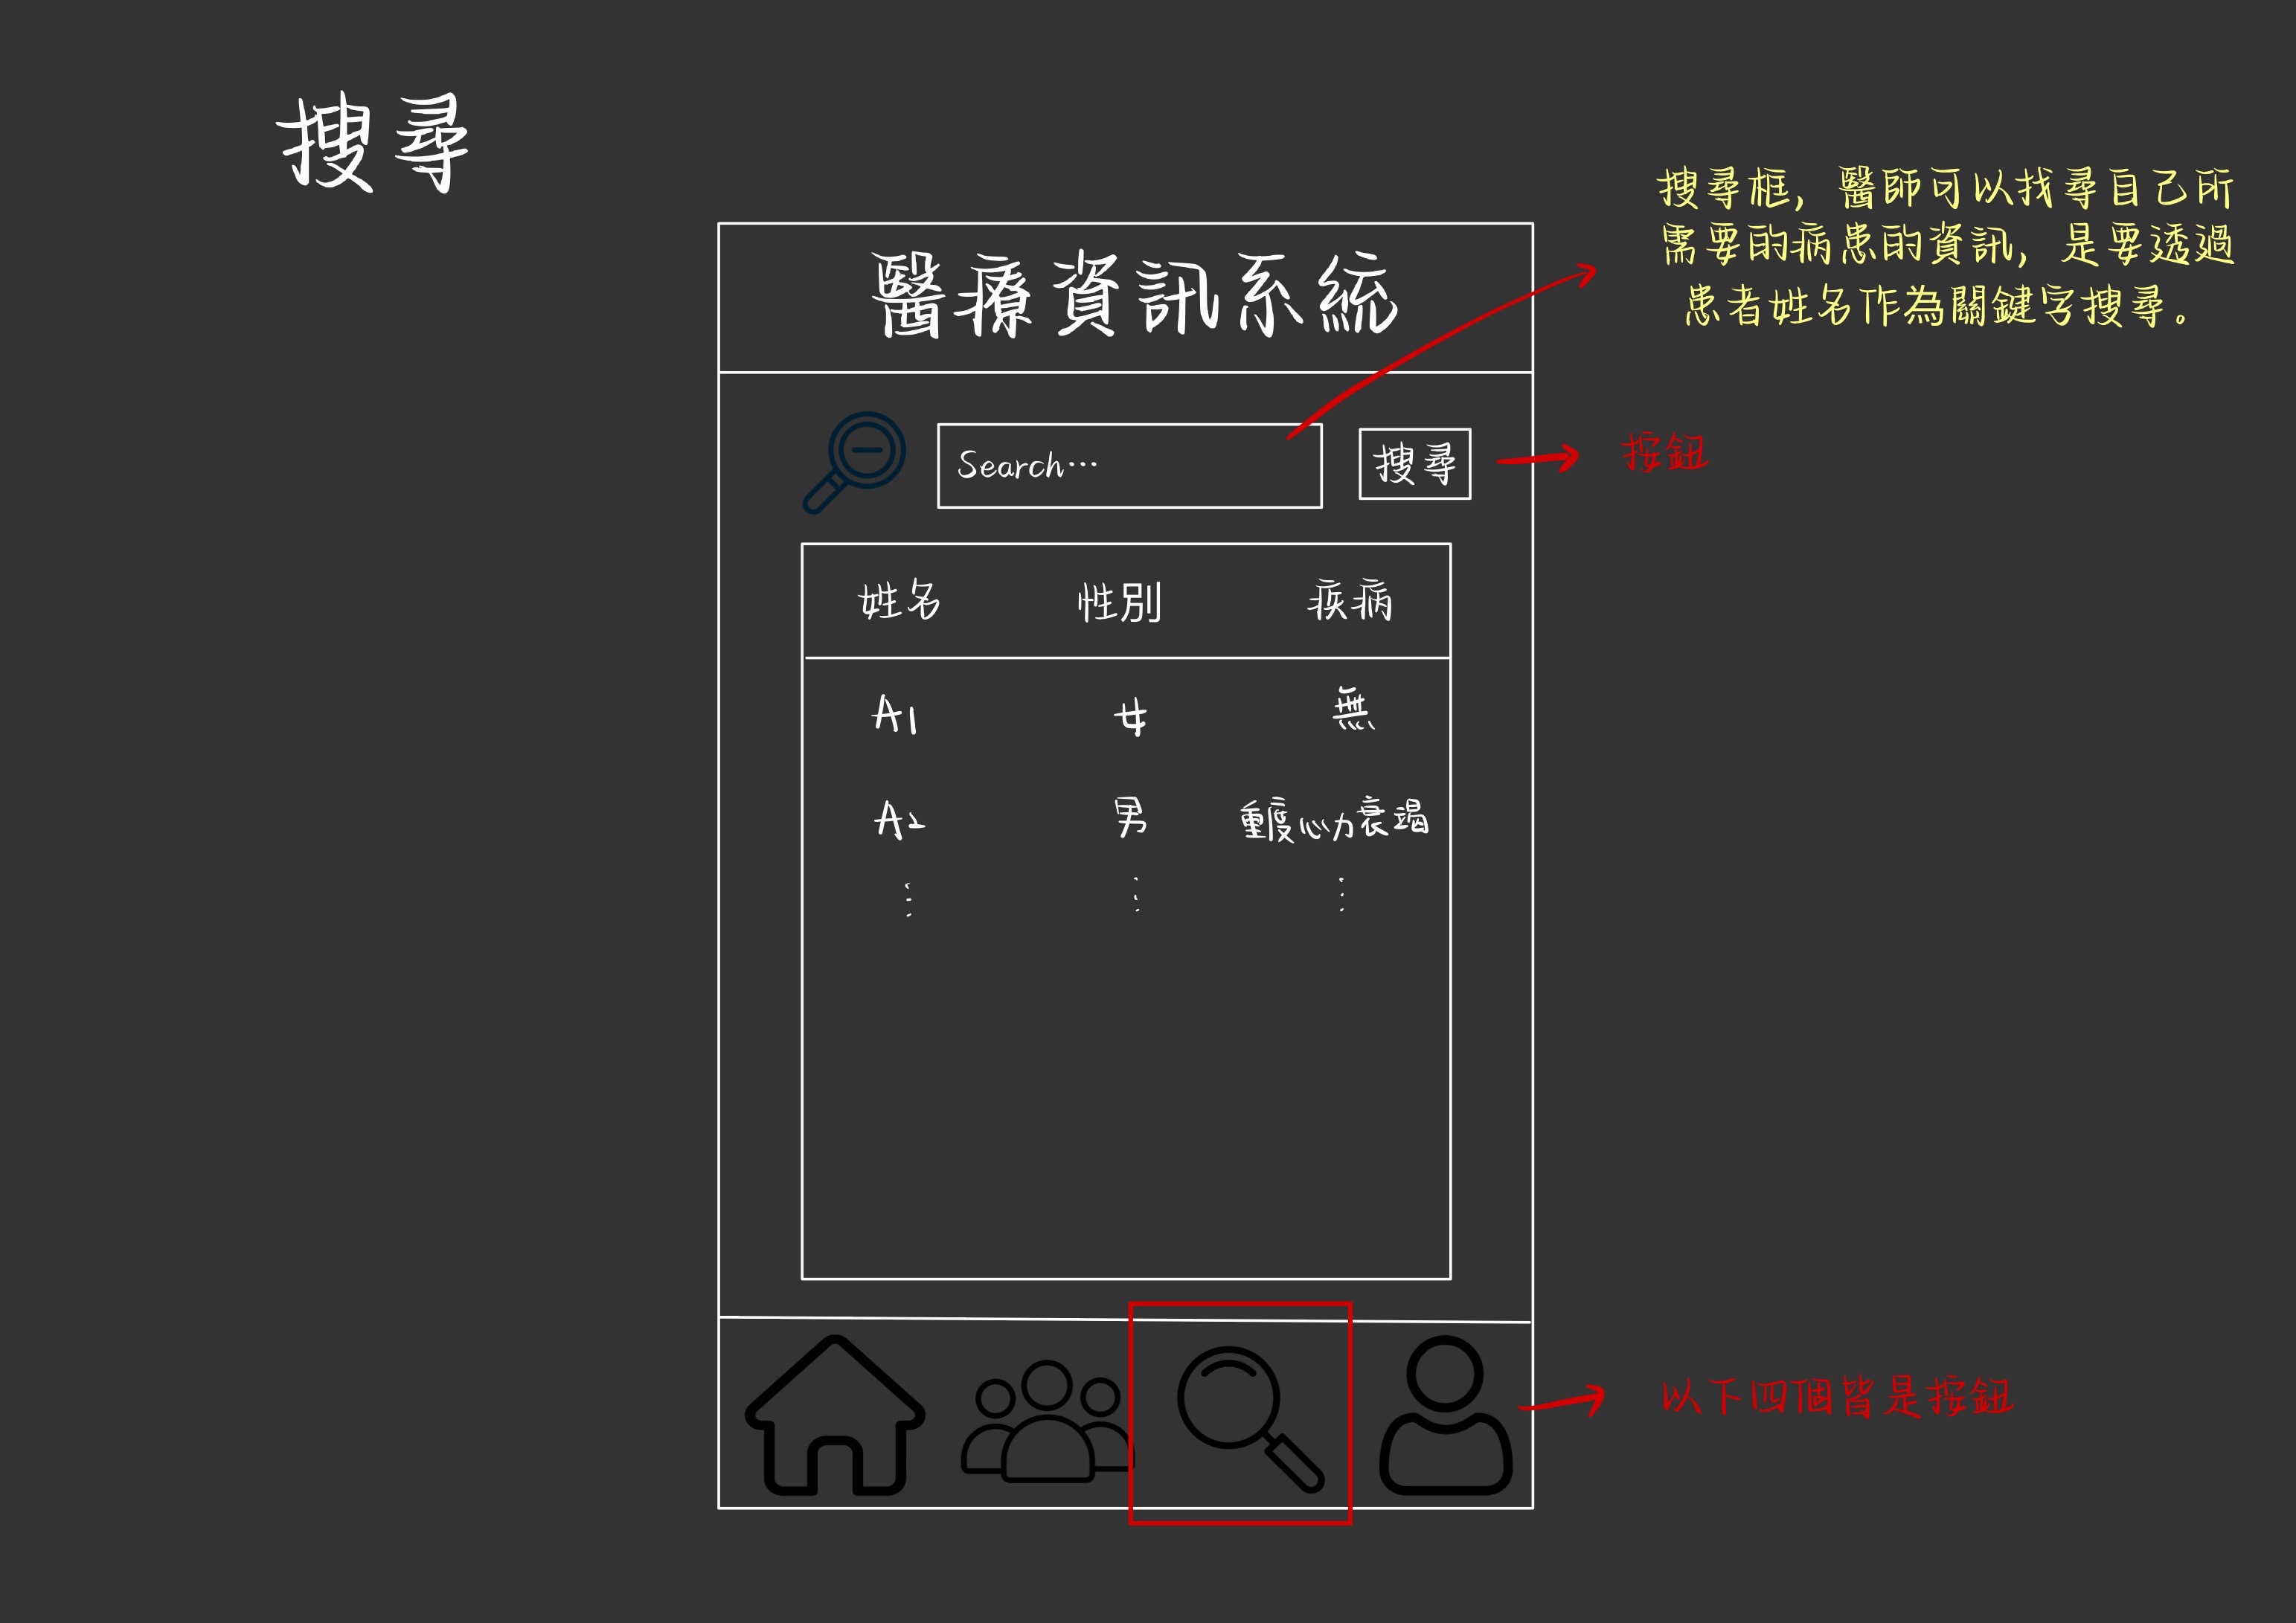 搜尋
醫療資訊系統
搜尋框, 醫師可以找尋自己所
需要的病患的資訊, 是要透過
患者姓名作為關鍵字搜尋。
Search...
搜尋
按鈕
姓名 性別 疾病
A1 女 無
A2 男 重度心力衰竭
以下四個皆是按鈕